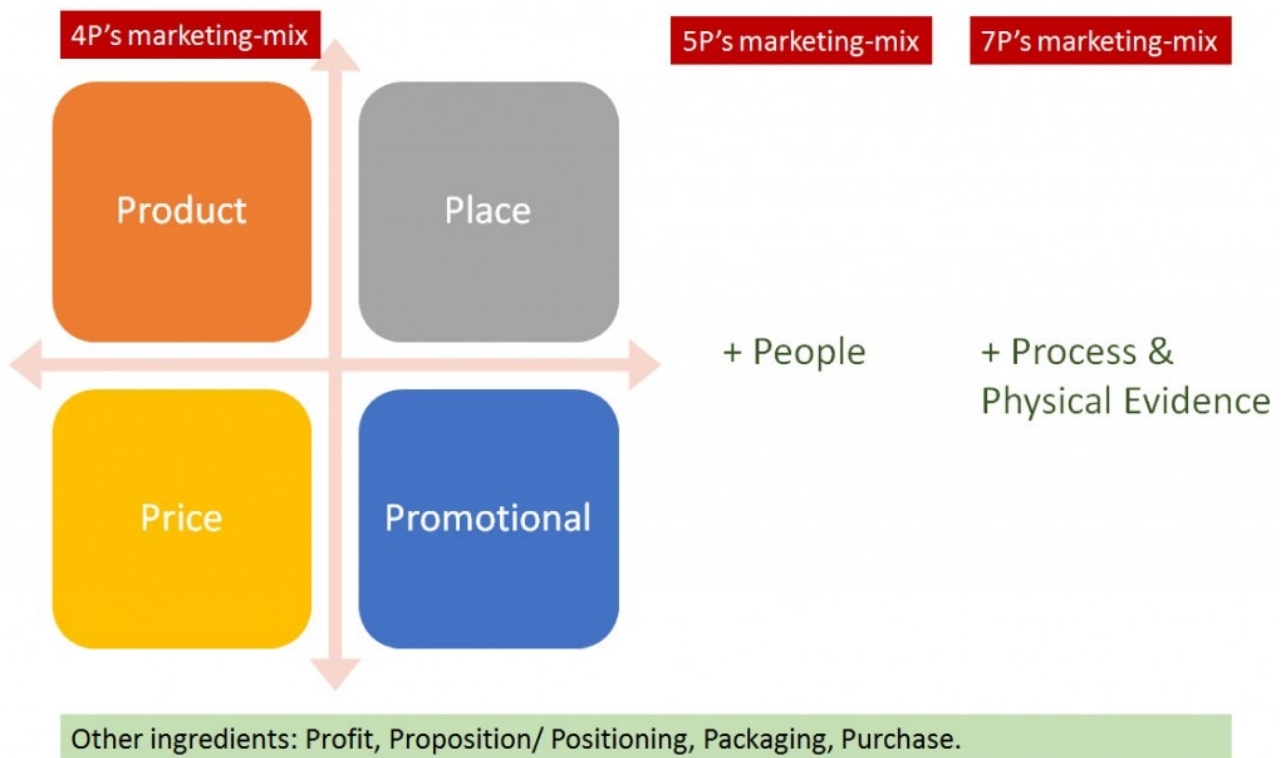 4P’s marketing-mix
5P’s marketing-mix
7P’s marketing-mix
Product
Place
Price
Promotional
+ People
+ Process &
Physical Evidence
Other ingredients: Profit, Proposition/ Positioning, Packaging, Purchase.